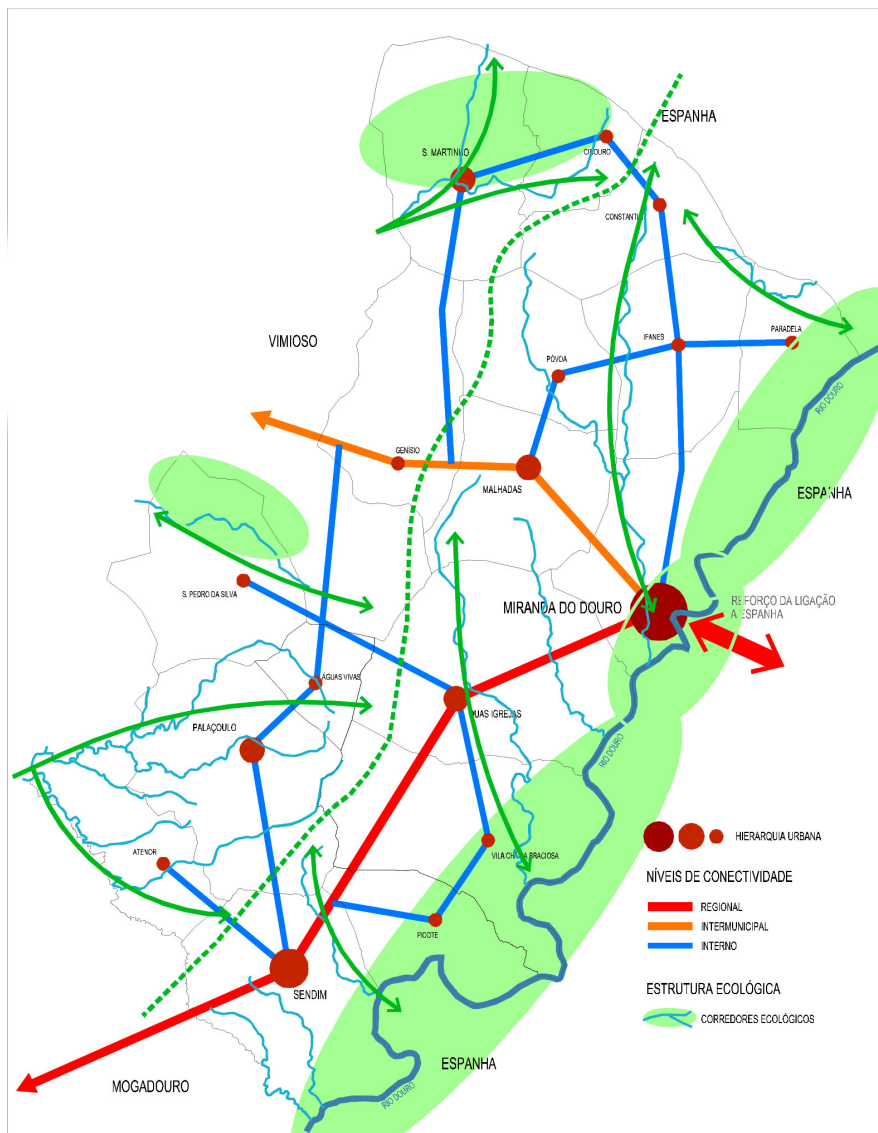 ESPANHA
S. MARTINHO
CICOURO
CONSTANTIM
VIMIOSO
IFANES
PARADELA
PÓVOA
RIO DOURO
GENÍSIO
MALHADAS
ESPANHA
S. PEDRO DA SILVA
MIRANDA DO DOURO
REFORÇO DA LIGAÇÃO
A ESPANHA
ÁGUAS VIVAS
PALAÇOULO
DUAS IGREJAS
RIO DOURO
HIERARQUIA URBANA
ATENOR
VILA CHÃ DA BRACIOSA
NÍVEIS DE CONECTIVIDADE
REGIONAL
INTERMUNICIPAL
INTERNO
PICOTE
SENDIM
ESTRUTURA ECOLÓGICA
CORREDORES ECOLÓGICOS
ESPANHA
MOGADOURO
RIO DOURO